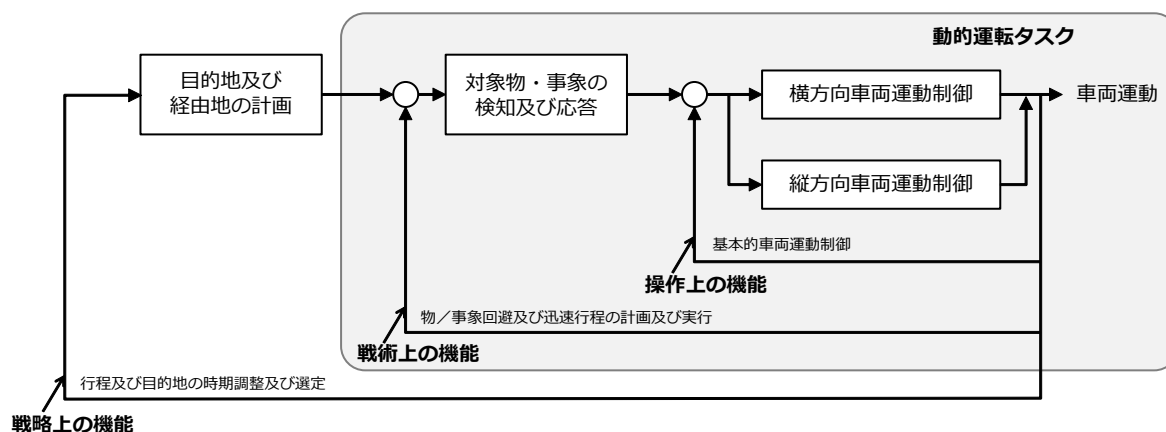 動的運転タスク
目的地及び
経由地の計画
対象物・事象の
検知及び応答
横方向車両運動制御
車両運動
縦方向車両運動制御
基本的車両運動制御
操作上の機能
物／事象回避及び迅速行程の計画及び実行
戦術上の機能
行程及び目的地の時期調整及び選定
戦略上の機能